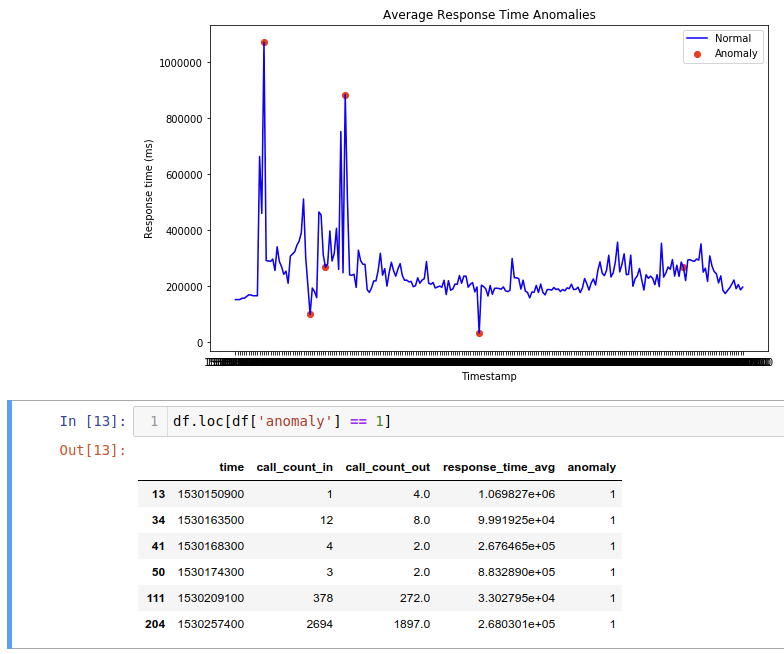 Average Response Time Anomalies
Normal
Anomaly
1000000
800000
600000
400000
200000
0
Response time (ms)
Timestamp
In [13]: 1 df.loc[df['anomaly'] == 1]
Out[13]:
time call_count_in call_count_out response_time_avg anomaly
13 1530150900 1 4.0 1.069827e+06 1
34 1530163500 12 8.0 9.991925e+04 1
41 1530168300 4 2.0 2.676465e+05 1
50 1530174300 3 2.0 8.832890e+05 1
111 1530209100 378 272.0 3.302795e+04 1
204 1530257400 2694 1897.0 2.680301e+05 1